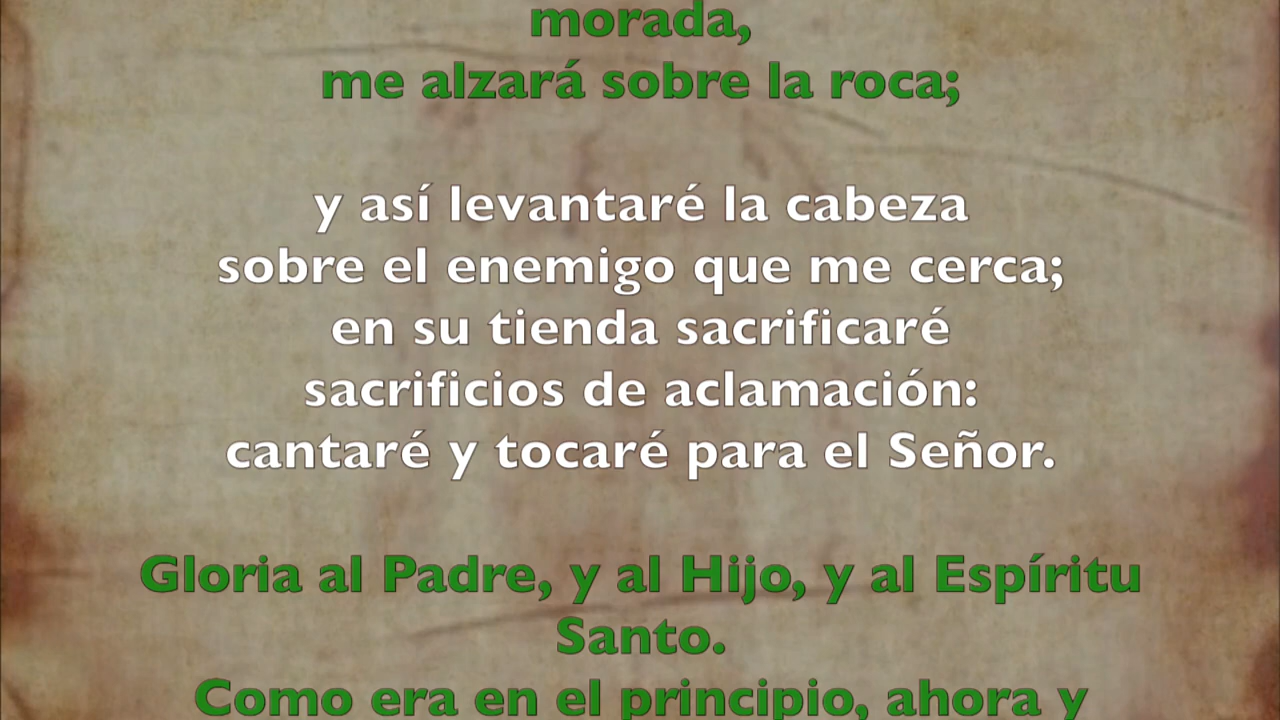 morada,
me alzará sobre la roca;
y así levantaré la cabeza
sobre el enemigo que me cerca;
en su tienda sacrificaré
sacrificios de aclamación:
cantaré y tocaré para el Señor.
Gloria al Padre, y al Hijo, y al Espíritu
Santo.
Como era en el principio, ahora y